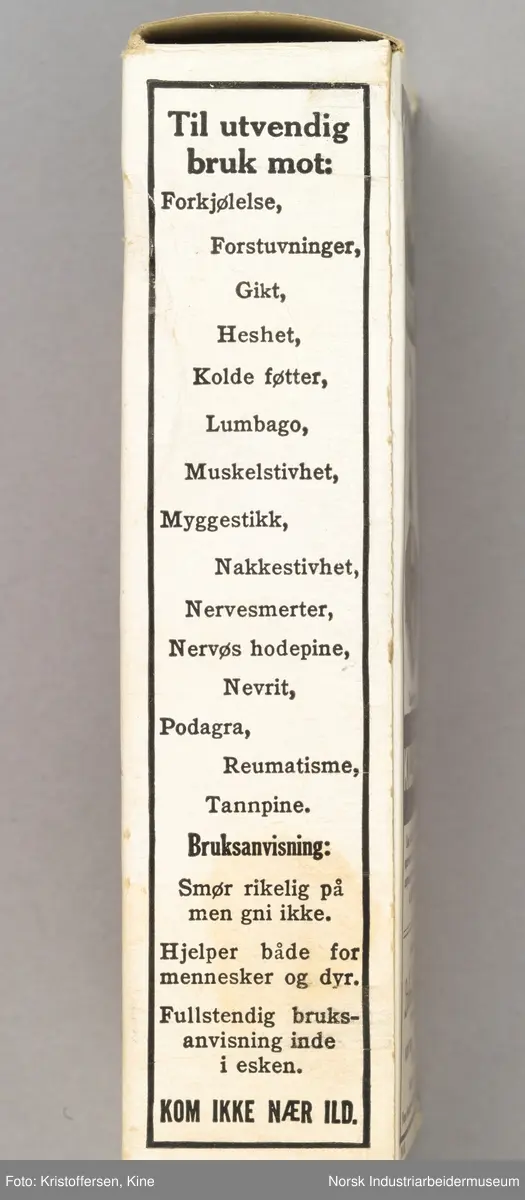 Til utvendig
bruk mot:
Forkjølelse,
Forstuvninger,
Gikt,
Heshet,
Kolde føtter,
Lumbago,
Muskelstivhet,
Myggestikk,
Nakkestivhet,
Nervesmerter,
Nervøs hodepine,
Nevrit,
Podagra,
Reumatisme,
Tannpine.
Bruksanvisning:
Smør rikelig på
men gni ikke.
Hjelper både for
mennesker og dyr.
Fullstendig bruks-
anvisning inde
i esken.
KOM IKKE NÆR ILD.
Foto: Kristoffersen, Kine
Norsk Industriarbeidermuseum